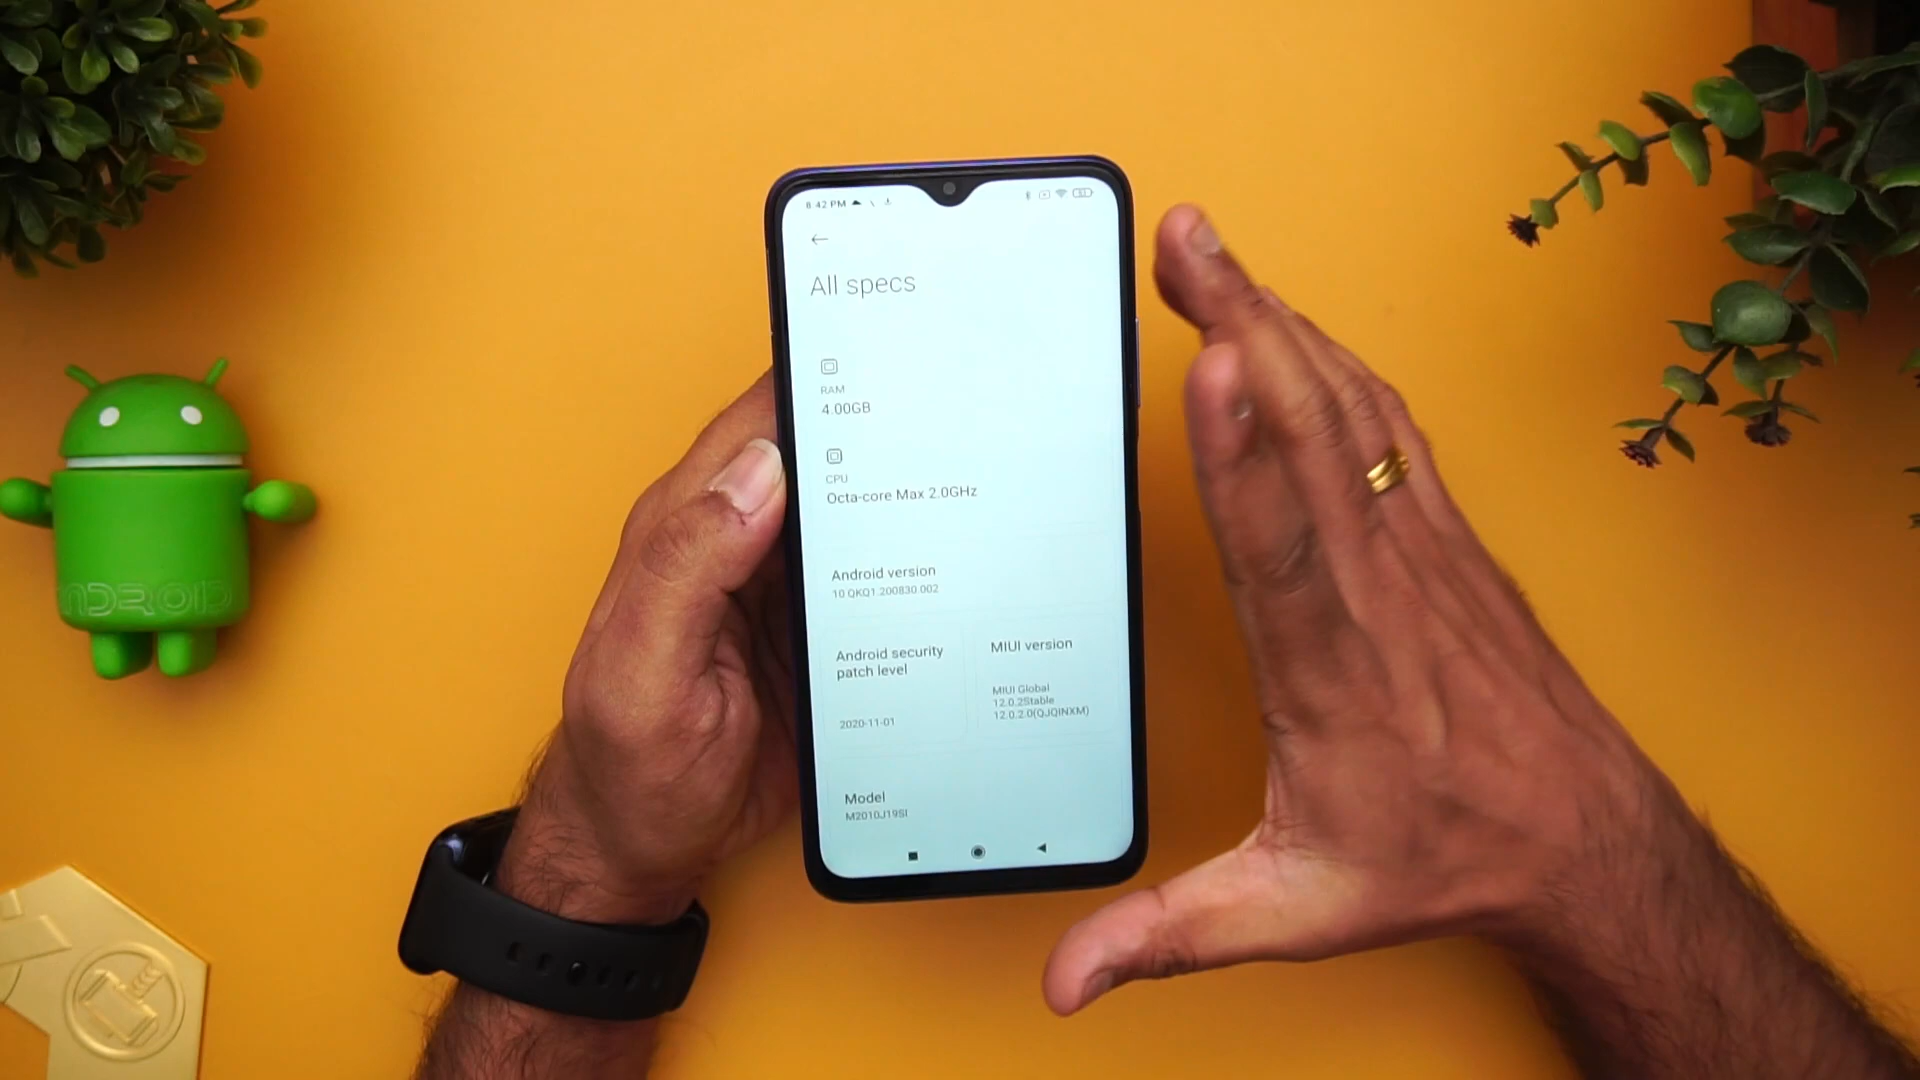 8:42 PM
All specs
RAM
4.00GB
CPU
Octa-core Max 2.0GHz
Android version
10 QKQ1.200830.002
Android security
patch level
2020-11-01
MIUI version
MIUI Global
12.0.2Stable
12.0.2.0(QJQINXM)
Model
M2010J19SI
ANDROID